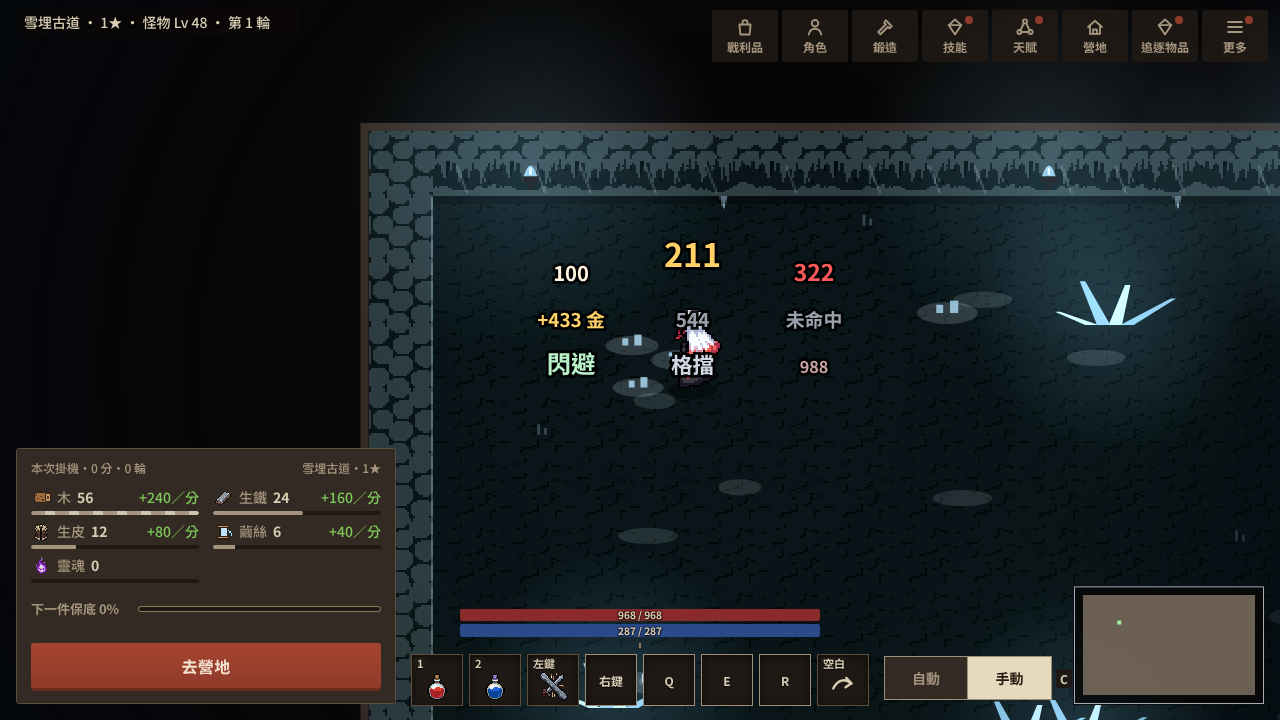 雪埋古道 • 1★ • 怪物 Lv 48 • 第 1 輪
戰利品
角色
鍛造
技能
天賦
營地
追逐物品
更多
211
100
322
+433 金
544
未命中
閃避
格擋
988
本次掛機•0 分•0 輪
雪埋古道•1★
木 56 +240／分
生鐵 24 +160／分
生皮 12 +80／分
繭絲 6 +40／分
靈魂 0
下一件保底 0%
去營地
968 / 968
287 / 287
1
2
左鍵
右鍵
Q
E
R
空白
自動
手動
C